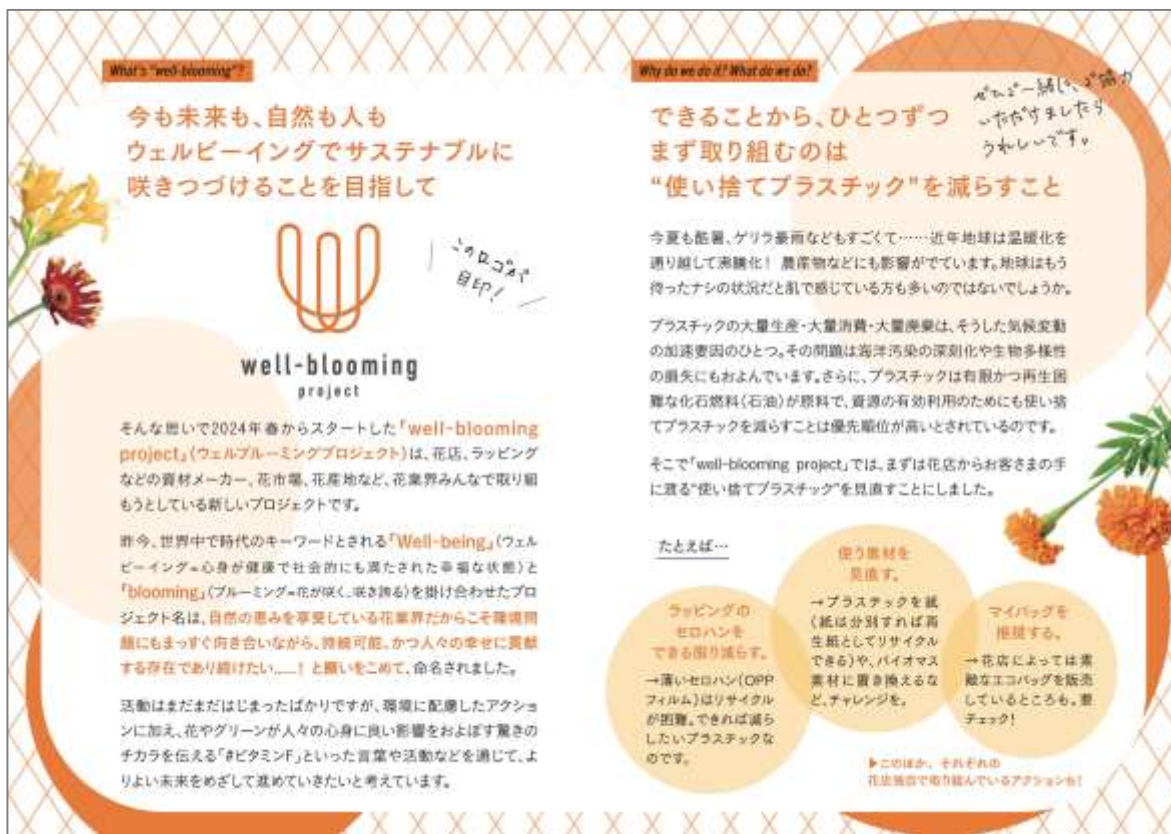 What's "well-blooming"?
今も未来も、自然も人も
ウェルビーイングでサステナブルに
咲きつづけることを目指して
このロゴが
目印！
well-blooming
project
そんな思いで2024年春からスタートした「well-blooming
project」（ウェルブルーミングプロジェクト）は、花店、ラッピング
などの資材メーカー、花市場、花産地など、花業界みんなで取り組
もうとしている新しいプロジェクトです。
昨今、世界中で時代のキーワードとされる「Well-being」（ウェル
ビーイング=心身が健康で社会的にも満たされた幸福な状態）と
「blooming」（ブルーミング=花が咲く、咲き誇る）を掛け合わせたプロ
ジェクト名は、自然の恵みを享受している花業界だからこそ環境問
題にもまっすぐ向き合いながら、持続可能、かつ人々の幸せに貢献
する存在であり続けたい……！ と願いをこめて、命名されました。
活動はまだまだはじまったばかりですが、環境に配慮したアクショ
ンに加え、花やグリーンが人々の心身に良い影響をおよぼす驚きの
チカラを伝える「#ビタミンF」といった言葉や活動などを通じて、よ
りよい未来をめざして進めていきたいと考えています。
Why do we do it? What do we do?
ぜひご一緒に、ご協力
いただけましたら
うれしいです。
できることから、ひとつずつ
まず取り組むのは
“使い捨てプラスチック”を減らすこと
今夏も酷暑、ゲリラ豪雨などもすごくて……近年地球は温暖化を
通り越して沸騰化！ 農産物などにも影響がでています。地球はもう
待ったナシの状況だと肌で感じている方も多いのではないでしょうか。
プラスチックの大量生産・大量消費・大量廃棄は、そうした気候変動
の加速要因のひとつ。その問題は海洋汚染の深刻化や生物多様性
の損失にもおよんでいます。さらに、プラスチックは有限かつ再生困
難な化石燃料（石油）が原料で、資源の有効利用のためにも使い捨
てプラスチックを減らすことは優先順位が高いとされているのです。
そこで「well-blooming project」では、まずは花店からお客さまの手
に渡る“使い捨てプラスチック”を見直すことにしました。
たとえば…
ラッピングの
セロハンを
できる限り減らす。
→薄いセロハン（OPP
フィルム）はリサイクル
が困難。できれば減ら
したいプラスチックな
のです。
使う素材を
見直す。
→プラスチックを紙
（紙は分別すれば再
生紙としてリサイクル
できる）や、バイオマス
素材に置き換えるな
ど、チャレンジを。
マイバッグを
推奨する。
→花店によっては素
敵なエコバッグを販売
しているところも。要
チェック！
▶このほか、それぞれの
花店独自で取り組んでいるアクションも！